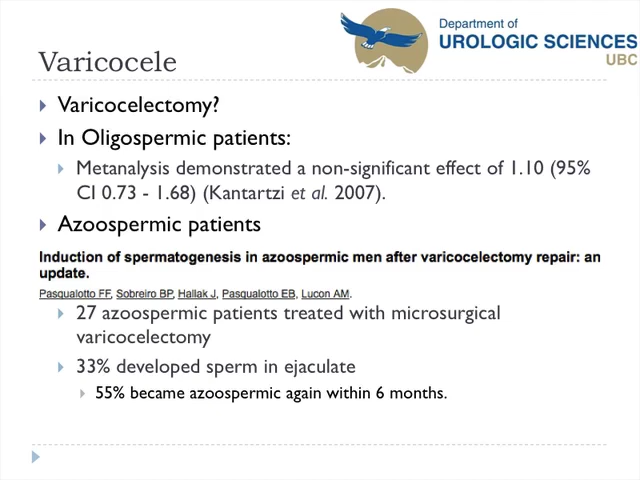 Department of
UROLOGIC SCIENCES
UBC
Varicocele
Varicocelectomy?
In Oligospermic patients:
Metanalysis demonstrated a non-significant effect of 1.10 (95%
CI 0.73 - 1.68) (Kantartzi et al. 2007).
Azoospermic patients
Induction of spermatogenesis in azoospermic men after varicocelectomy repair: an
update.
Pasqualotto FF, Sobreiro BP, Hallak J, Pasqualotto EB, Lucon AM.
27 azoospermic patients treated with microsurgical
varicocelectomy
33% developed sperm in ejaculate
55% became azoospermic again within 6 months.